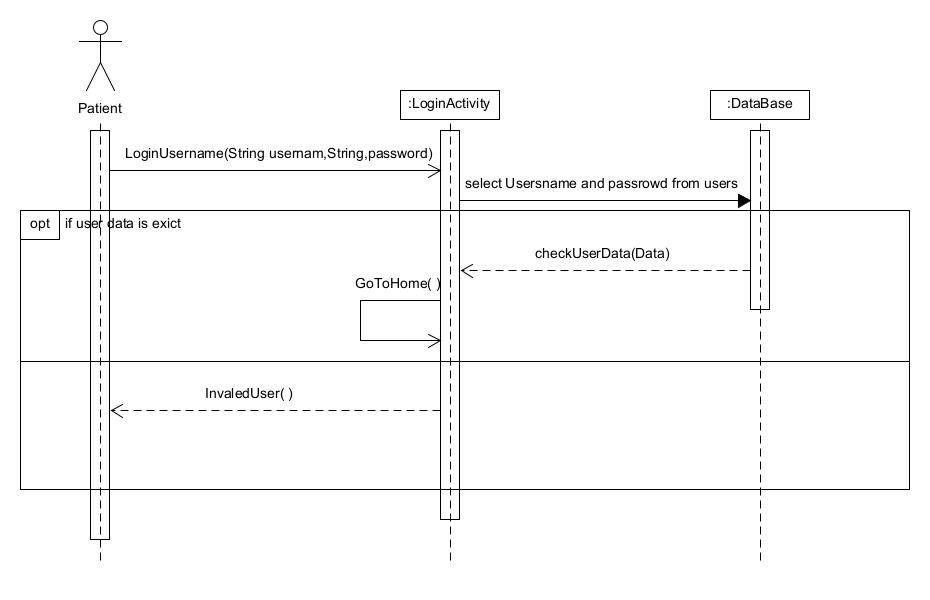 Patient
:LoginActivity
:DataBase
LoginUsername(String usernam,String,password)
select Usersname and passrowd from users
opt
if user data is exict
checkUserData(Data)
GoToHome( )
InvaledUser( )